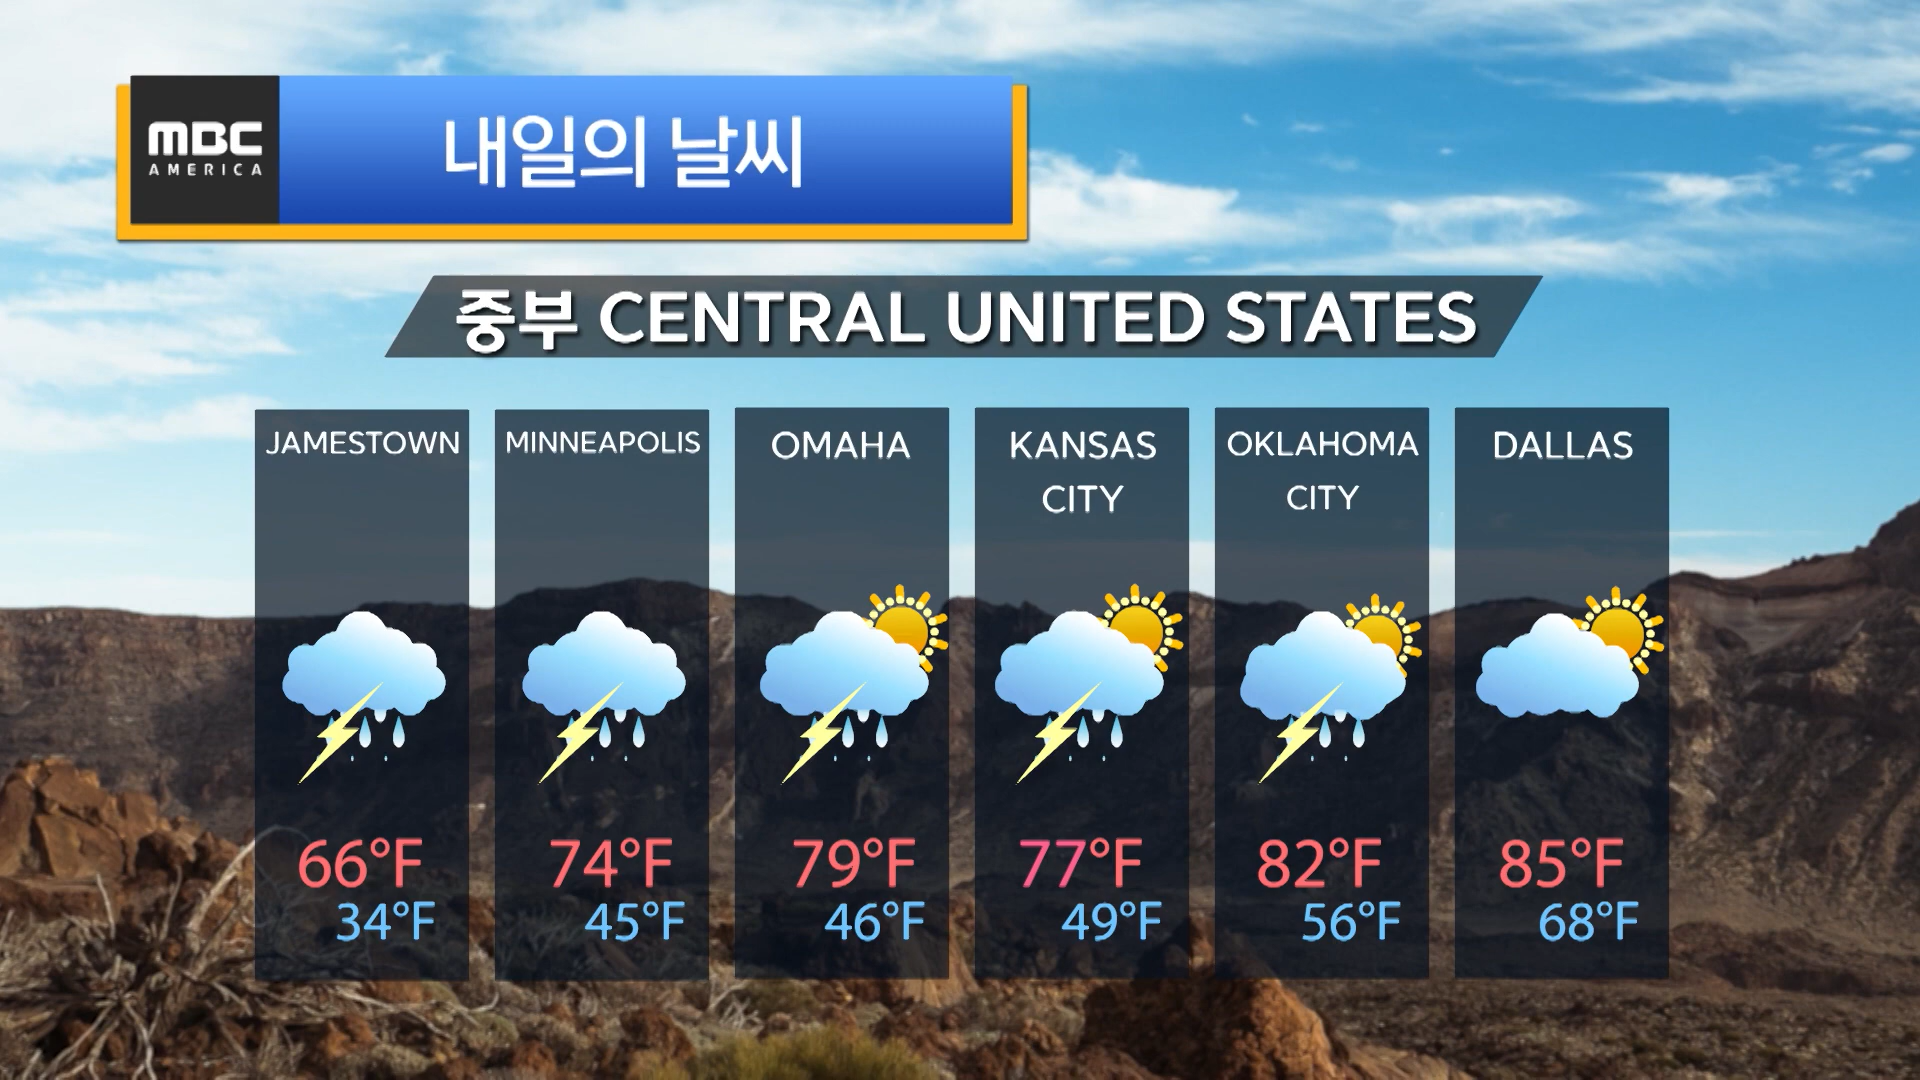 MBC
AMERICA
내일의 날씨
중부 CENTRAL UNITED STATES
JAMESTOWN
66°F
34°F
MINNEAPOLIS
74°F
45°F
OMAHA
79°F
46°F
KANSAS
CITY
77°F
49°F
OKLAHOMA
CITY
82°F
56°F
DALLAS
85°F
68°F